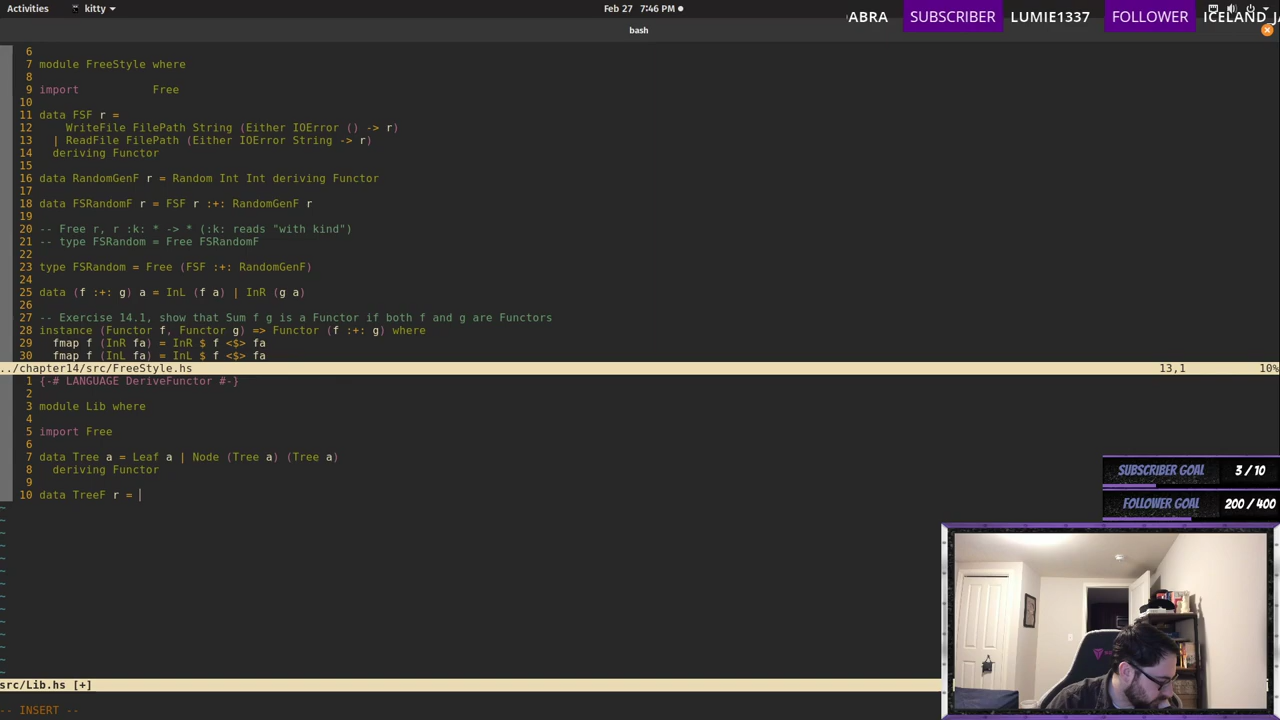 Activities kitty Feb 27 7:46 PM
ABRA SUBSCRIBER LUMIE1337 FOLLOWER ICELAND_JA
bash
6
7 module FreeStyle where
8
9 import           Free
10
11 data FSF r =
12     WriteFile FilePath String (Either IOError () -> r)
13   | ReadFile FilePath (Either IOError String -> r)
14   deriving Functor
15
16 data RandomGenF r = Random Int Int deriving Functor
17
18 data FSRandomF r = FSF r :+: RandomGenF r
19
20 -- Free r, r :k: * -> * (:k: reads "with kind")
21 -- type FSRandom = Free FSRandomF
22
23 type FSRandom = Free (FSF :+: RandomGenF)
24
25 data (f :+: g) a = InL (f a) | InR (g a)
26
27 -- Exercise 14.1, show that Sum f g is a Functor if both f and g are Functors
28 instance (Functor f, Functor g) => Functor (f :+: g) where
29   fmap f (InR fa) = InR $ f <$> fa
30   fmap f (InL fa) = InL $ f <$> fa
../chapter14/src/FreeStyle.hs 13,1 10%
1 {-# LANGUAGE DeriveFunctor #-}
2
3 module Lib where
4
5 import Free
6
7 data Tree a = Leaf a | Node (Tree a) (Tree a)
8   deriving Functor
9
10 data TreeF r =
~
~
~
~
~
~
~
~
~
~
~
~
~
~
SUBSCRIBER GOAL 3 / 10
FOLLOWER GOAL 200 / 400
src/Lib.hs [+]
-- INSERT --